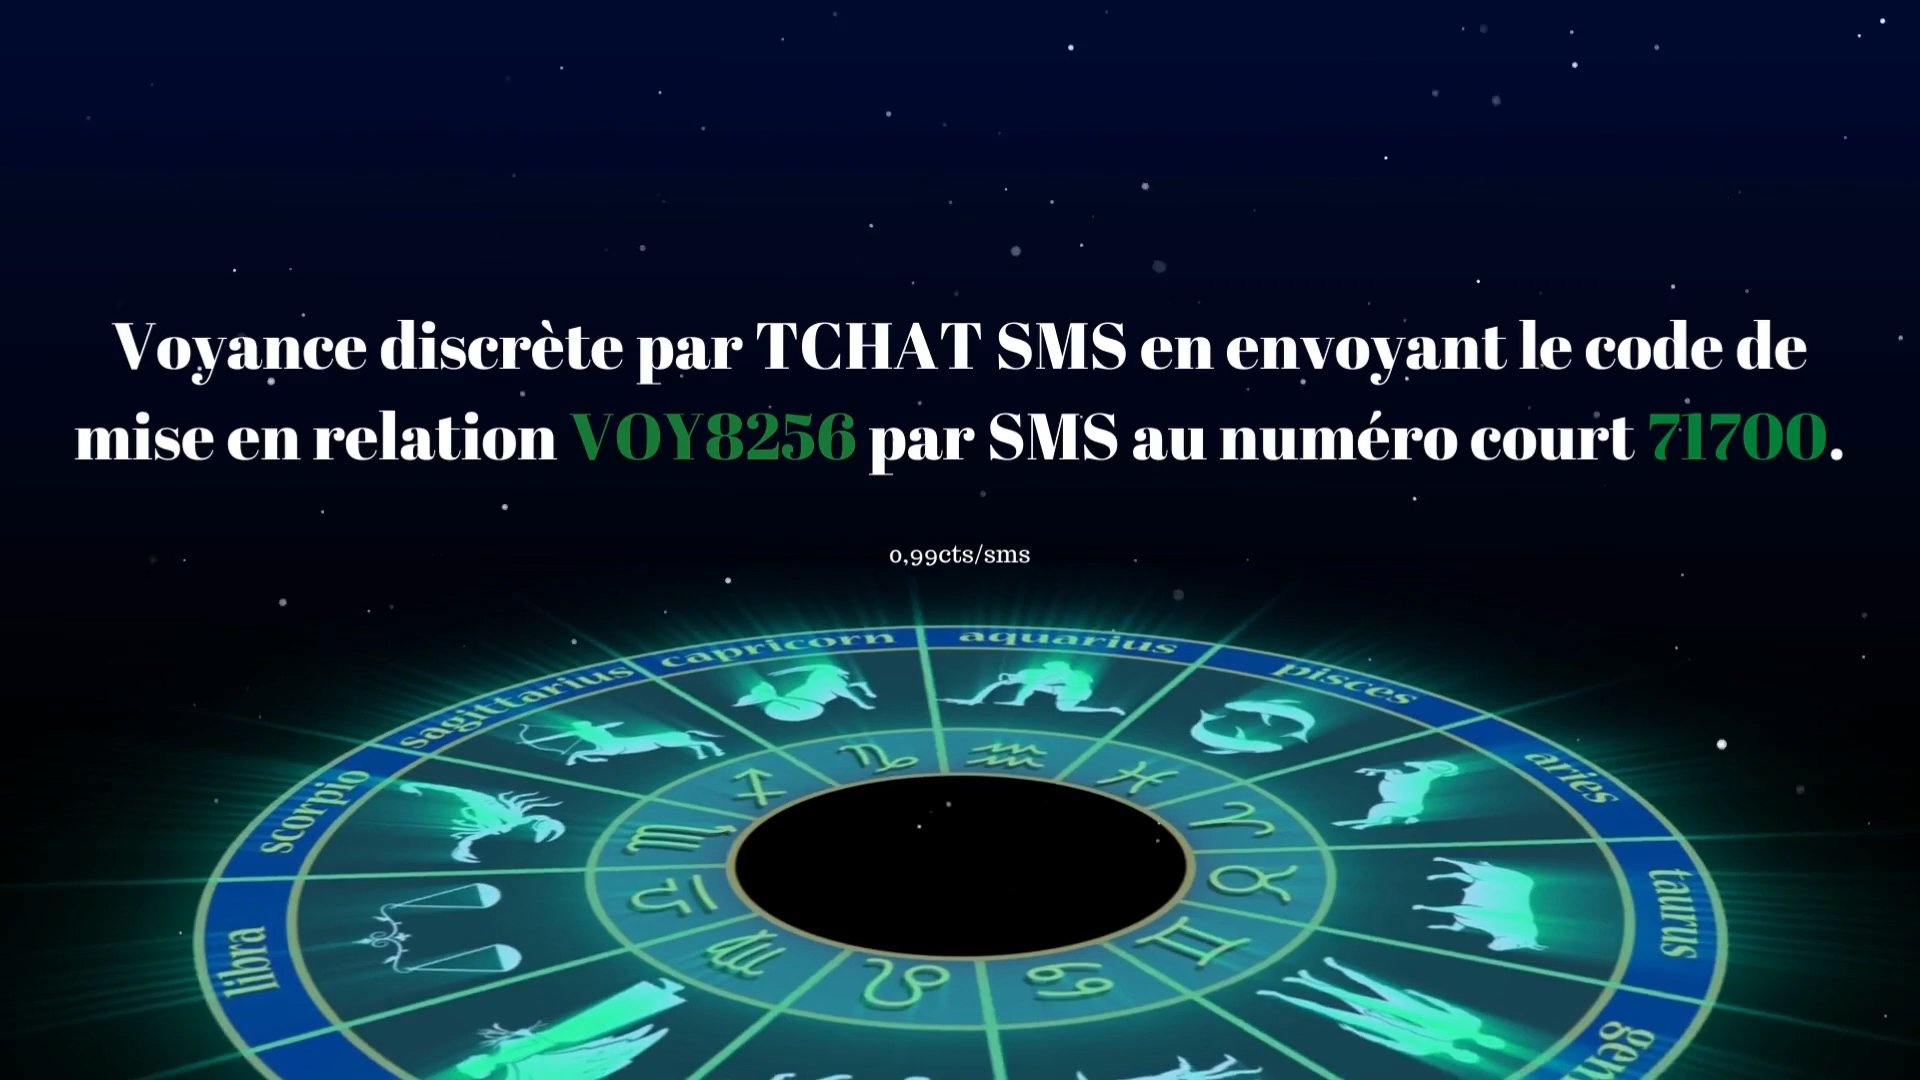 Voyance discrète par TCHAT SMS en envoyant le code de
mise en relation VOY8256 par SMS au numéro court 71700.
0,99cts/sms
capricorn
aquarius
sagittarius
pisces
scorpio
aries
taurus
libra
gem